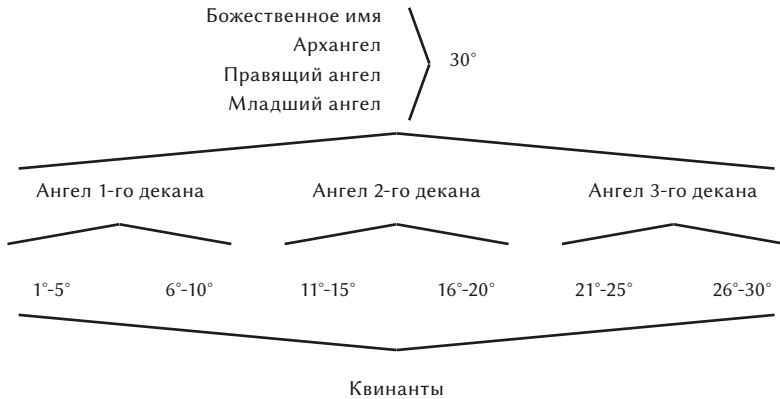 Божественное имя
Архангел
Правящий ангел
Младший ангел
30°
Ангел 1-го декана Ангел 2-го декана Ангел 3-го декана
1°-5° 6°-10° 11°-15° 16°-20° 21°-25° 26°-30°
Квинанты